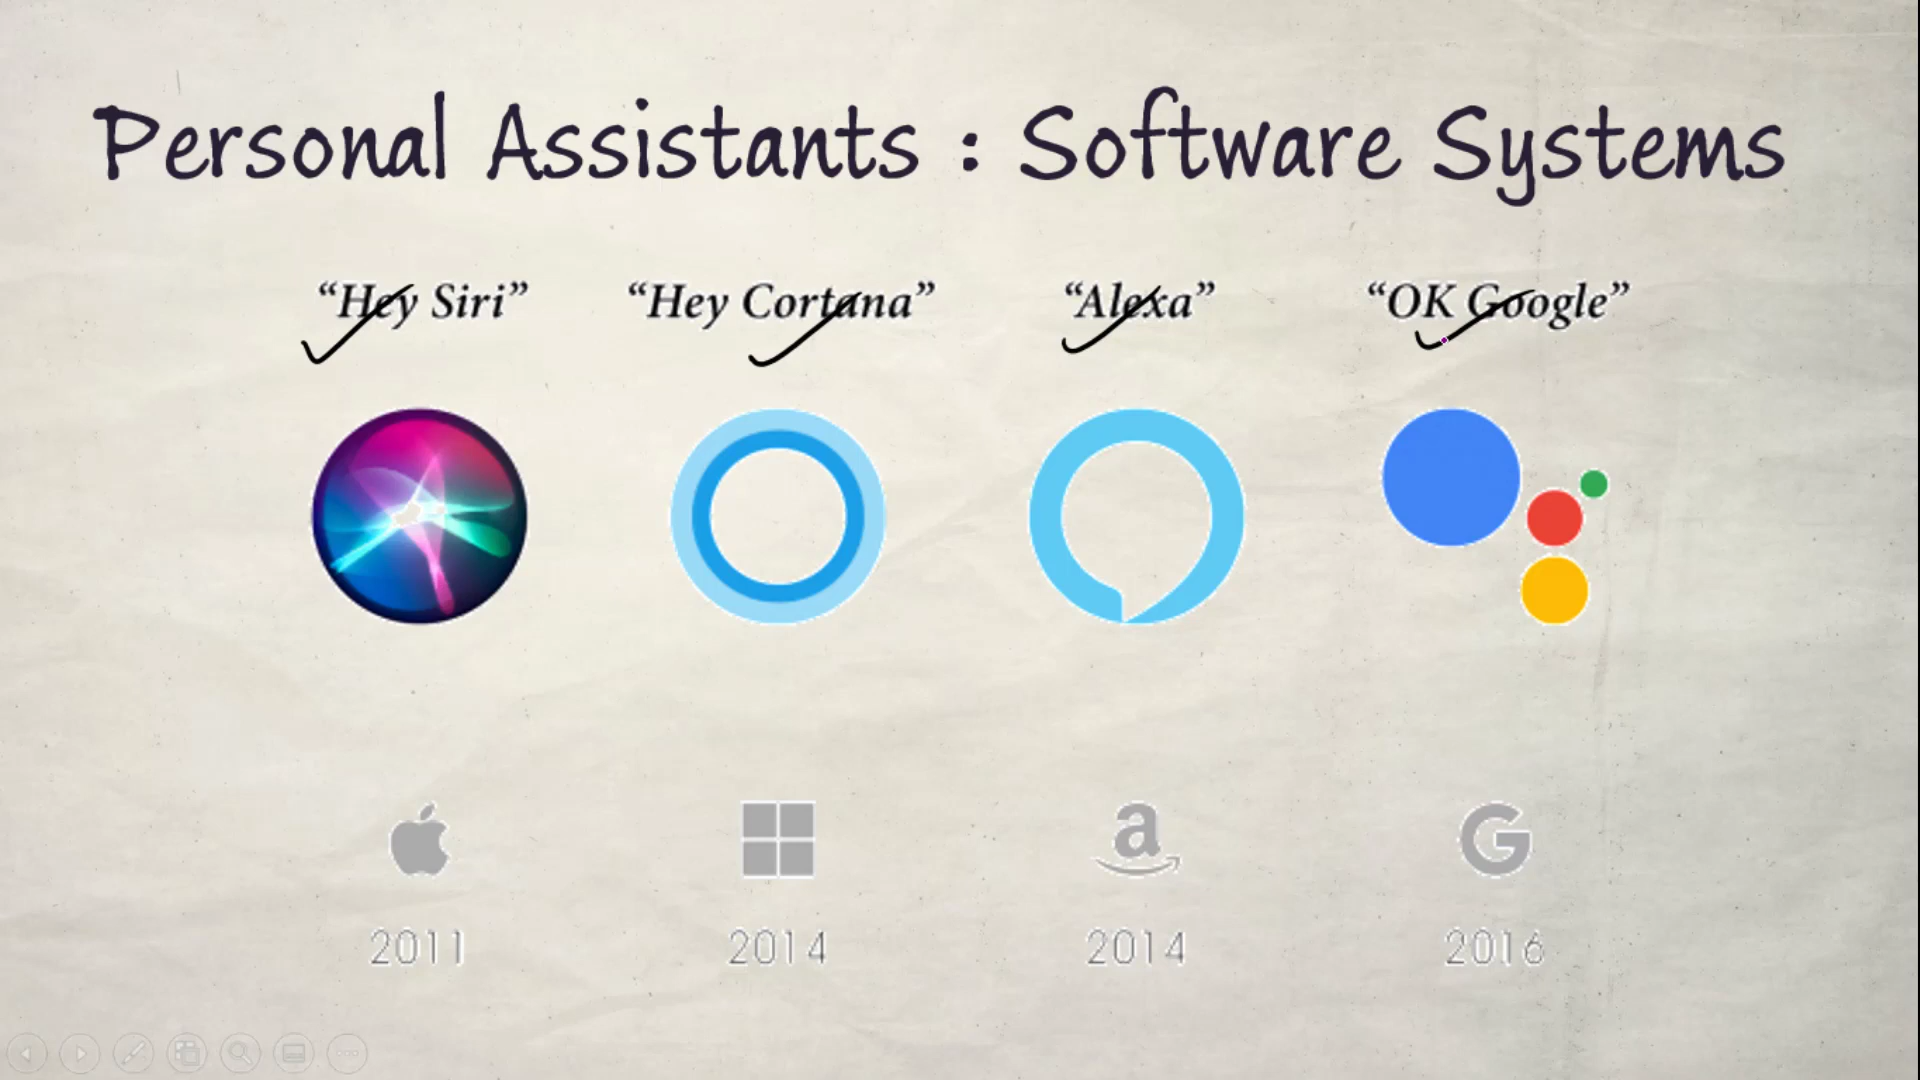 Personal Assistants : Software Systems
“Hey Siri” “Hey Cortana” “Alexa” “OK Google”
2011 2014 2014 2016